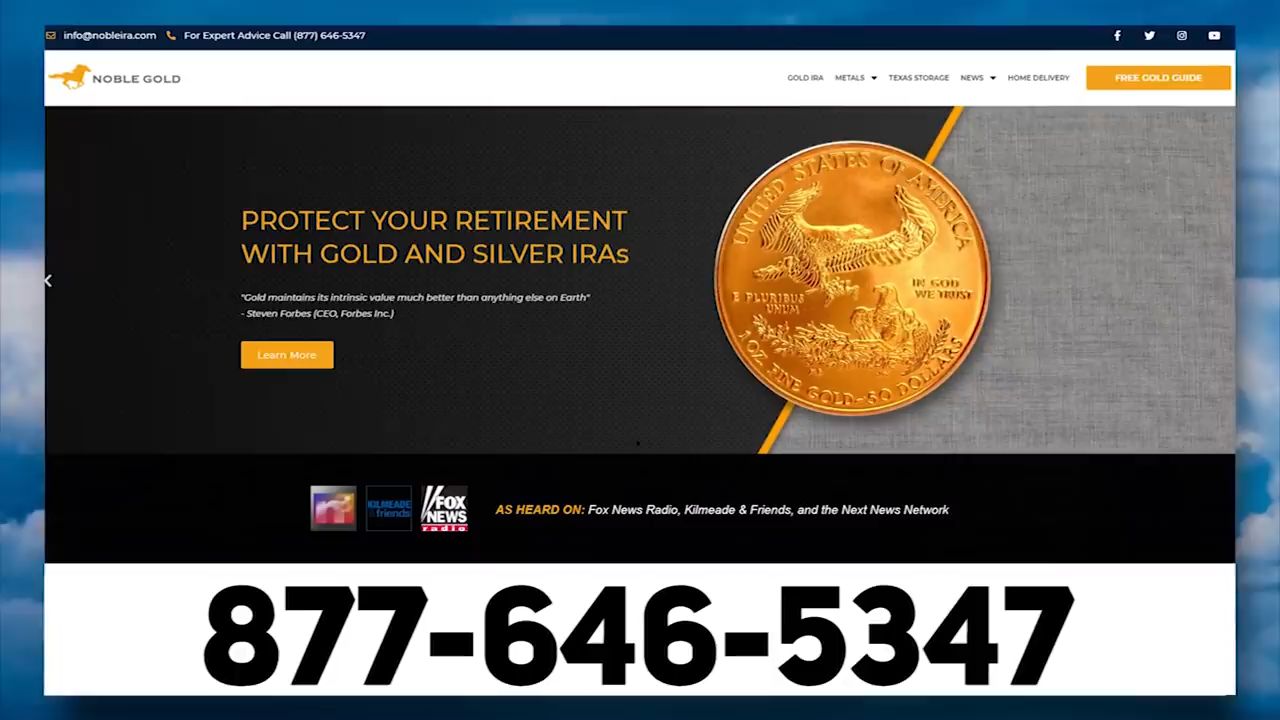 info@nobleira.com For Expert Advice Call (877) 646-5347
NOBLE GOLD
GOLD IRA METALS TEXAS STORAGE NEWS HOME DELIVERY FREE GOLD GUIDE
PROTECT YOUR RETIREMENT
WITH GOLD AND SILVER IRAs
"Gold maintains its intrinsic value much better than anything else on Earth"
- Steven Forbes (CEO, Forbes Inc.)
Learn More
UNITED STATES OF AMERICA
E PLURIBUS
UNUM
IN GOD
WE TRUST
1 OZ. FINE GOLD-50 DOLLARS
KILMEADE
& friends
FOX
NEWS
radio
AS HEARD ON: Fox News Radio, Kilmeade & Friends, and the Next News Network
877-646-5347